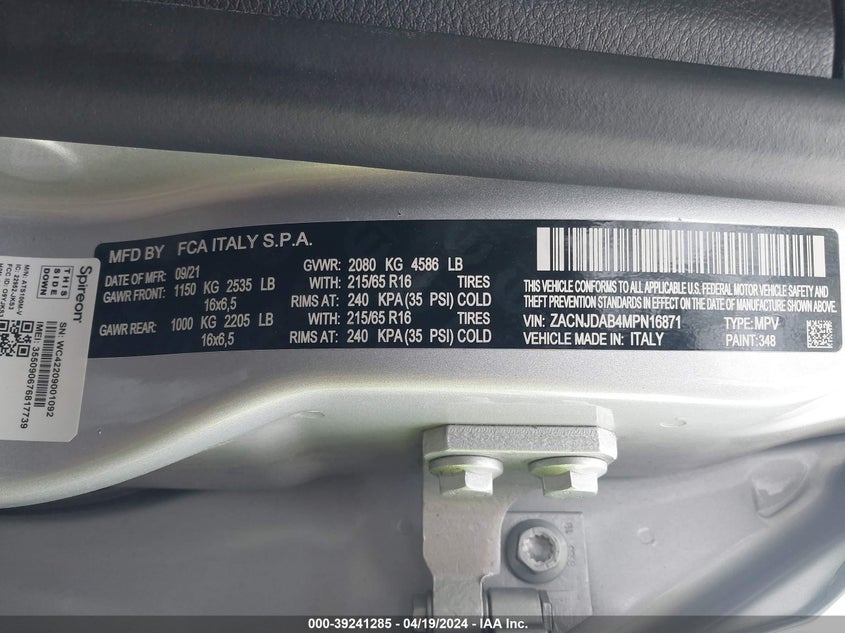 MFD BY FCA ITALY S.P.A.
DATE OF MFR: 09/21
GVWR: 2080 KG 4586 LB
GAWR FRONT: 1150 KG 2535 LB WITH: 215/65 R16 TIRES
16x6,5 RIMS AT: 240 KPA (35 PSI) COLD
GAWR REAR: 1000 KG 2205 LB WITH: 215/65 R16 TIRES
16x6,5 RIMS AT: 240 KPA (35 PSI) COLD
THIS VEHICLE CONFORMS TO ALL APPLICABLE FEDERAL MOTOR VEHICLE SAFETY
AND THEFT PREVENTION STANDARDS IN EFFECT ON THE DATE OF MANUFACTURE SHOWN ABOVE.
VIN: ZACNJDAB4MPN16871 TYPE: MPV
VEHICLE MADE IN: ITALY PAINT: 348
Spireon
THIS
SIDE
DOWN
SN: WC42209001092
IMEI: 355090676817739
000-39241285 - 04/19/2024 - IAA Inc.